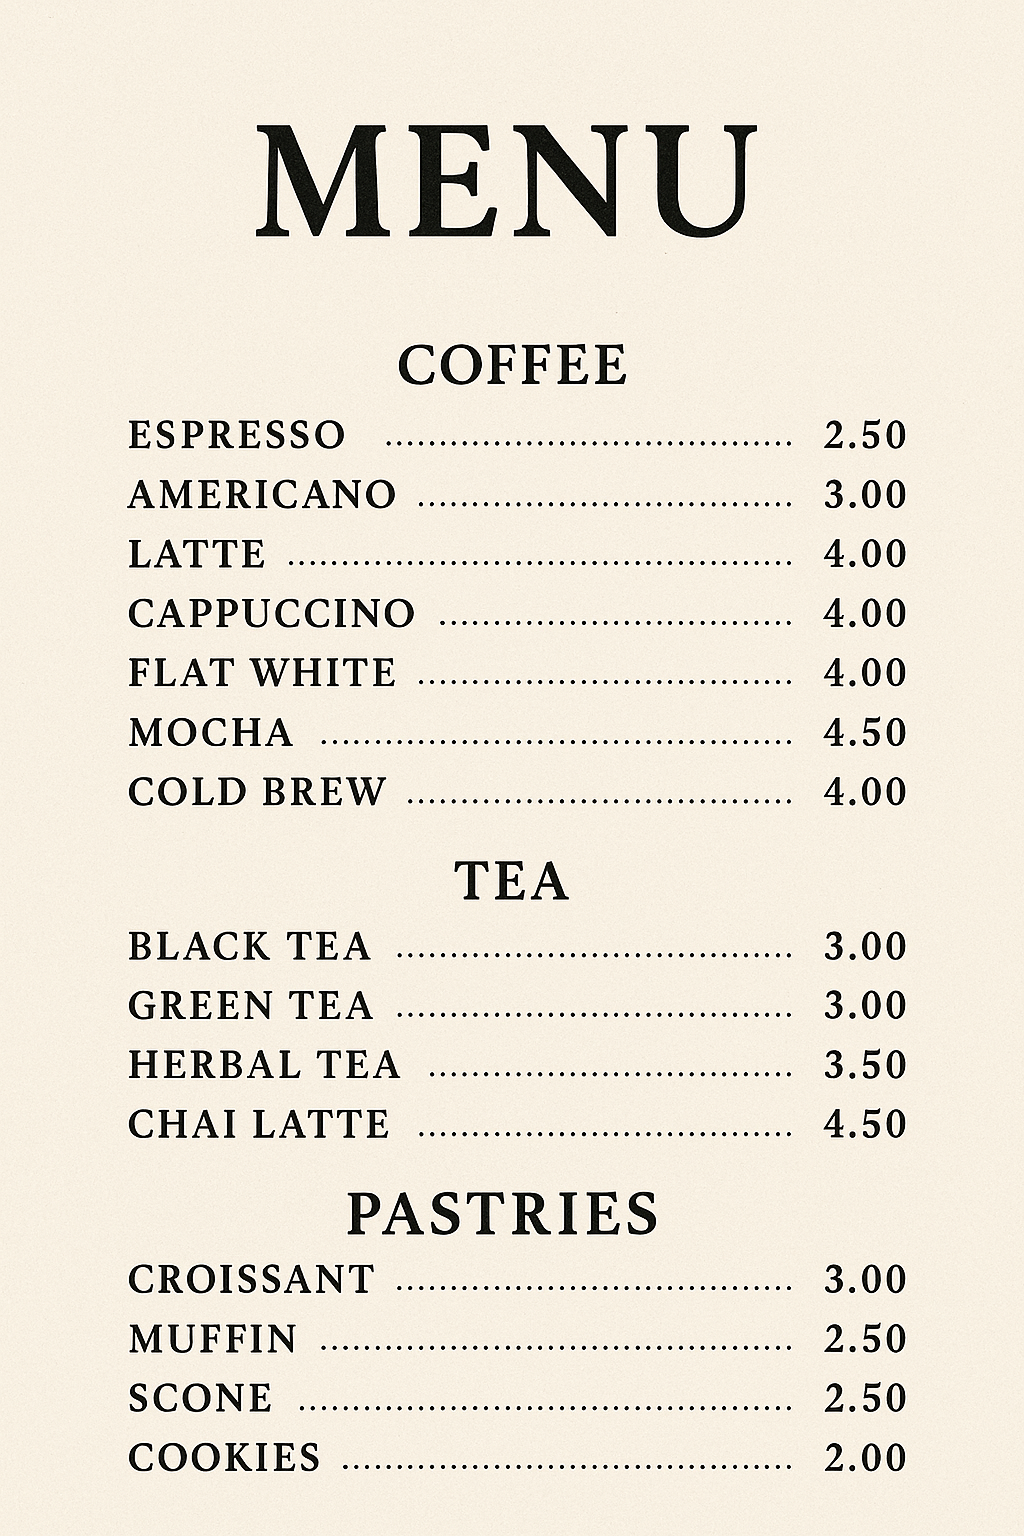 MENU
COFFEE
ESPRESSO ........................................ 2.50
AMERICANO ..................................... 3.00
LATTE ................................................. 4.00
CAPPUCCINO .................................. 4.00
FLAT WHITE ..................................... 4.00
MOCHA .............................................. 4.50
COLD BREW ...................................... 4.00
TEA
BLACK TEA ....................................... 3.00
GREEN TEA ....................................... 3.00
HERBAL TEA .................................... 3.50
CHAI LATTE ..................................... 4.50
PASTRIES
CROISSANT ....................................... 3.00
MUFFIN .............................................. 2.50
SCONE ................................................ 2.50
COOKIES ............................................ 2.00